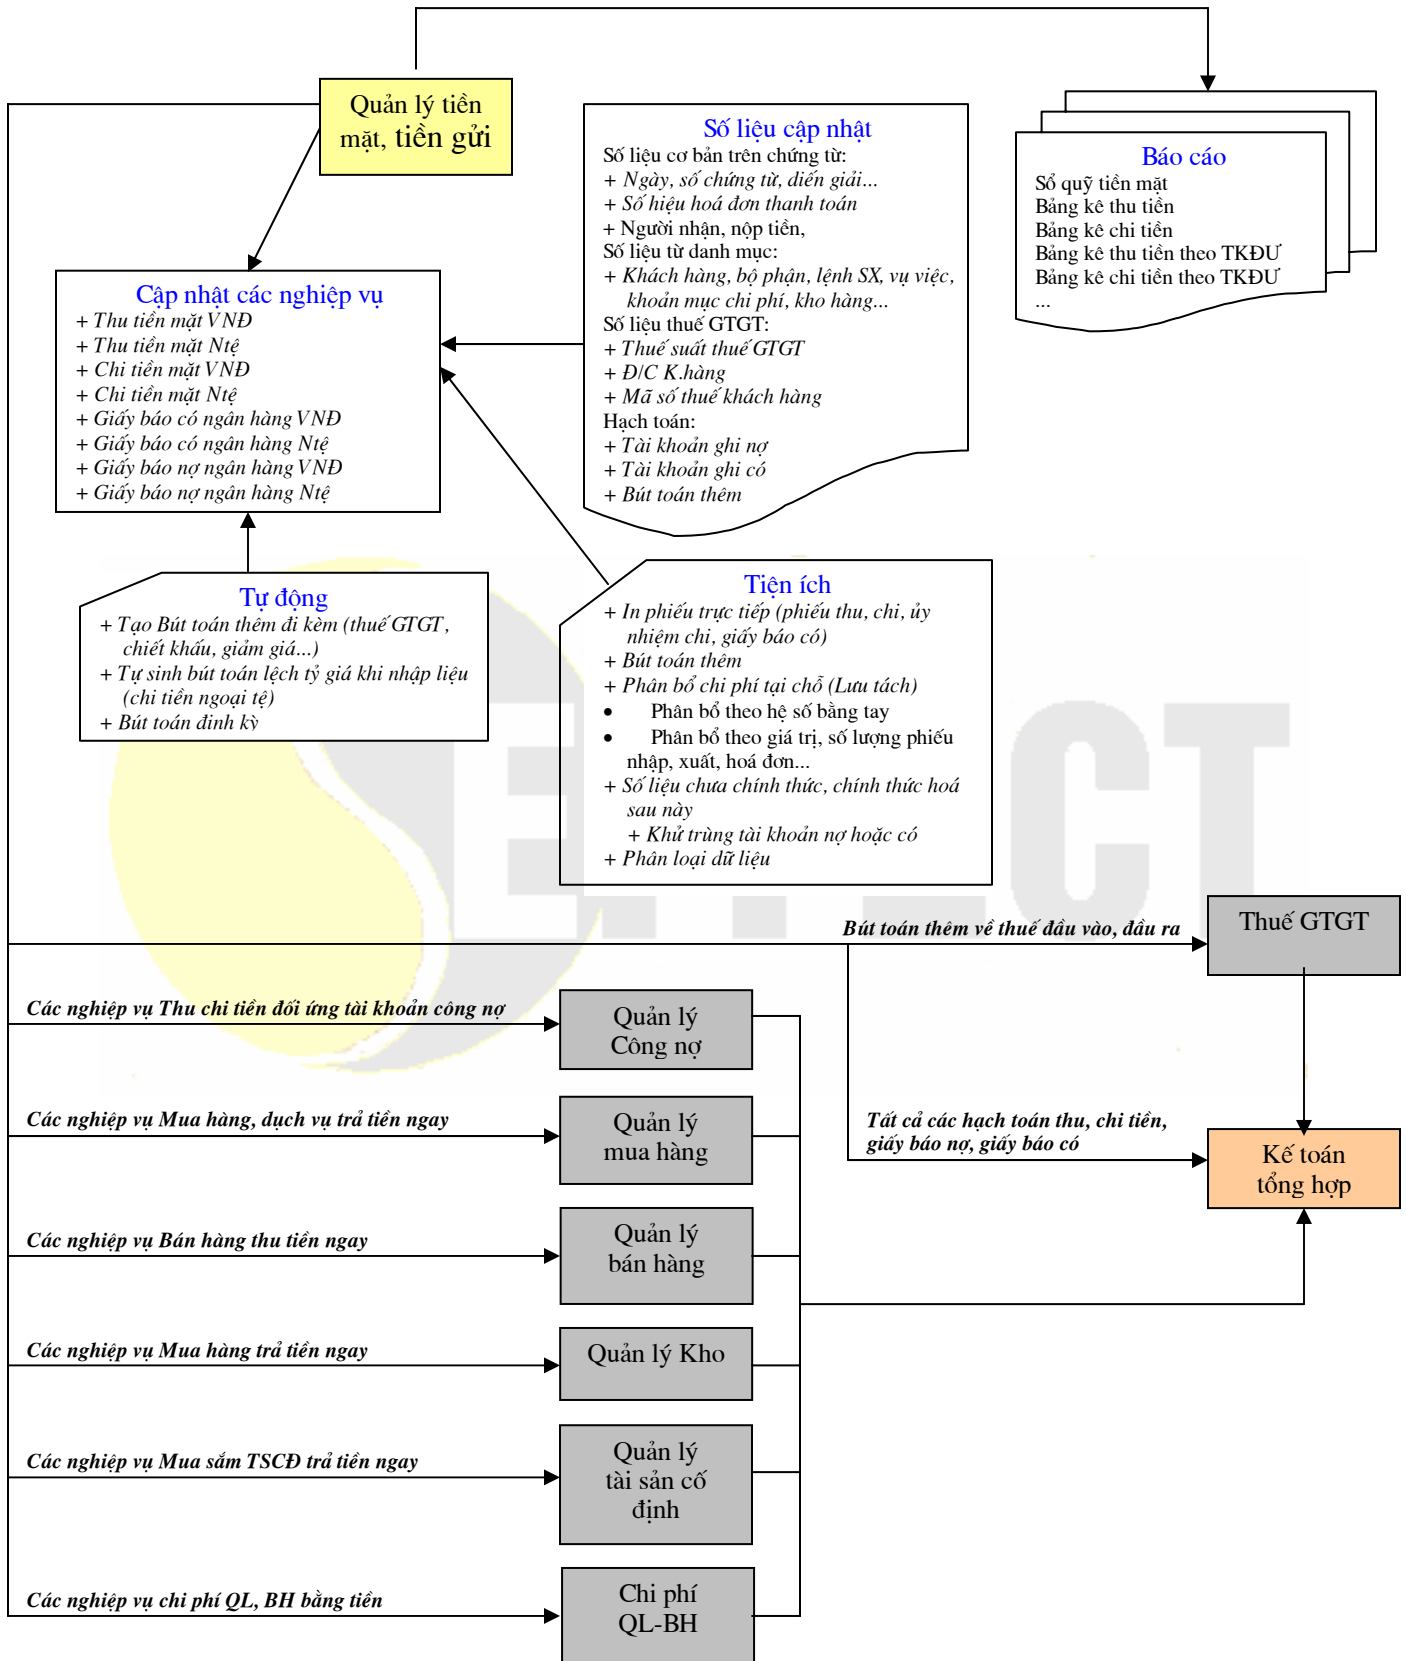 Quản lý tiền
mặt, tiền gửi
Số liệu cập nhật
Số liệu cơ bản trên chứng từ:
+ Ngày, số chứng từ, diến giải...
+ Số hiệu hoá đơn thanh toán
+ Người nhận, nộp tiền,
Số liệu từ danh mục:
+ Khách hàng, bộ phận, lệnh SX, vụ việc,
khoản mục chi phí, kho hàng...
Số liệu thuế GTGT:
+ Thuế suất thuế GTGT
+ Đ/C K.hàng
+ Mã số thuế khách hàng
Hạch toán:
+ Tài khoản ghi nợ
+ Tài khoản ghi có
+ Bút toán thêm
Báo cáo
Sổ quỹ tiền mặt
Bảng kê thu tiền
Bảng kê chi tiền
Bảng kê thu tiền theo TKĐƯ
Bảng kê chi tiền theo TKĐƯ
...
Cập nhật các nghiệp vụ
+ Thu tiền mặt VNĐ
+ Thu tiền mặt Ntệ
+ Chi tiền mặt VNĐ
+ Chi tiền mặt Ntệ
+ Giấy báo có ngân hàng VNĐ
+ Giấy báo có ngân hàng Ntệ
+ Giấy báo nợ ngân hàng VNĐ
+ Giấy báo nợ ngân hàng Ntệ
Tự động
+ Tạo Bút toán thêm đi kèm (thuế GTGT,
chiết khấu, giảm giá...)
+ Tự sinh bút toán lệch tỷ giá khi nhập liệu
(chi tiền ngoại tệ)
+ Bút toán đinh kỳ
Tiện ích
+ In phiếu trực tiếp (phiếu thu, chi, ủy
nhiệm chi, giấy báo có)
+ Bút toán thêm
+ Phân bổ chi phí tại chỗ (Lưu tách)
• Phân bổ theo hệ số bằng tay
• Phân bổ theo giá trị, số lượng phiếu
nhập, xuất, hoá đơn...
+ Số liệu chưa chính thức, chính thức hoá
sau này
+ Khử trùng tài khoản nợ hoặc có
+ Phân loại dữ liệu
EFFECT
Bút toán thêm về thuế đầu vào, đầu ra
Thuế GTGT
Các nghiệp vụ Thu chi tiền đối ứng tài khoản công nợ
Quản lý
Công nợ
Các nghiệp vụ Mua hàng, dụch vụ trả tiền ngay
Quản lý
mua hàng
Tất cả các hạch toán thu, chi tiền,
giấy báo nợ, giấy báo có
Kế toán
tổng hợp
Các nghiệp vụ Bán hàng thu tiền ngay
Quản lý
bán hàng
Các nghiệp vụ Mua hàng trả tiền ngay
Quản lý Kho
Các nghiệp vụ Mua sắm TSCĐ trả tiền ngay
Quản lý
tài sản cố
định
Các nghiệp vụ chi phí QL, BH bằng tiền
Chi phí
QL-BH